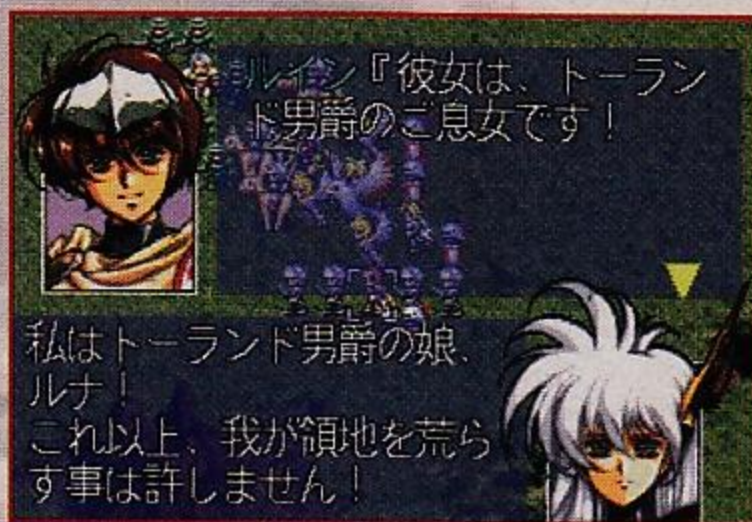 ルイン『彼女は、トーラン
ド男爵のご息女です！
私はトーランド男爵の娘、
ルナ！
これ以上、我が領地を荒ら
す事は許しません！